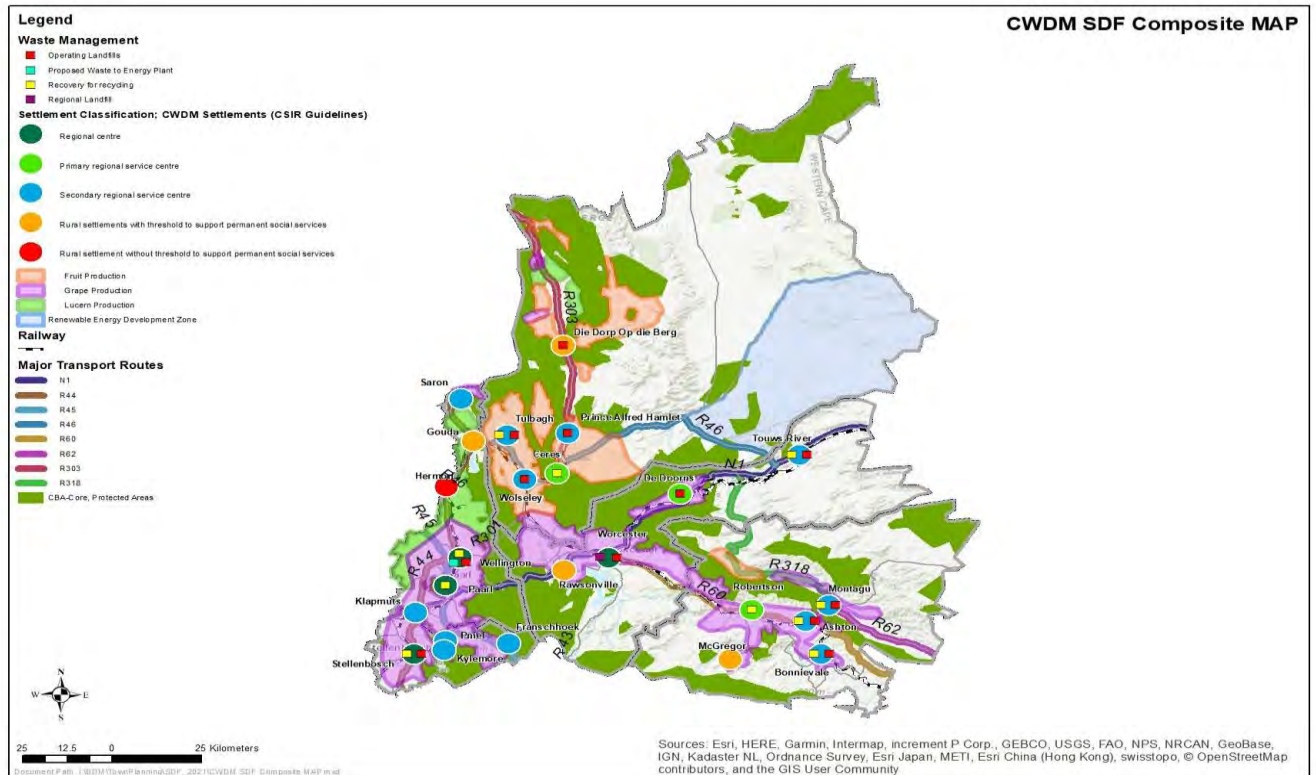 Legend
CWDM SDF Composite MAP
Waste Management
Operating Landfills
Proposed Waste to Energy Plant
Recovery for recycling
Regional Landfill
Settlement Classification; CWDM Settlements (CSIR Guidelines)
Regional centre
Primary regional service centre
Secondary regional service centre
Rural settlements with threshold to support permanent social services
Rural settlement without threshold to support permanent social services
Fruit Production
Grape Production
Lucern Production
Renewable Energy Development Zone
Railway
Major Transport Routes
N1
R44
R45
R46
R60
R62
R303
R318
CBA-Core, Protected Areas
WESTERN CAPE
R303
Die Dorp Op die Berg
Saron
Tulbagh
Prince Alfred Hamlet
R46
Gouda
Touws River
Ceres
N1
De Doorns
Hermon
Wolseley
R45
R301
Worcester
R44
Wellington
R318
Rawsonville
Paarl
Robertson
Montagu
R60
Klapmuts
Ashton
R62
Pniel
Franschhoek
R43
McGregor
Kylemore
Stellenbosch
Bonnievale
N
W E
S
25 12.5 0 25 Kilometers
Sources: Esri, HERE, Garmin, Intermap, increment P Corp., GEBCO, USGS, FAO, NPS, NRCAN, GeoBase,
IGN, Kadaster NL, Ordnance Survey, Esri Japan, METI, Esri China (Hong Kong), swisstopo, © OpenStreetMap
contributors, and the GIS User Community
Document Path